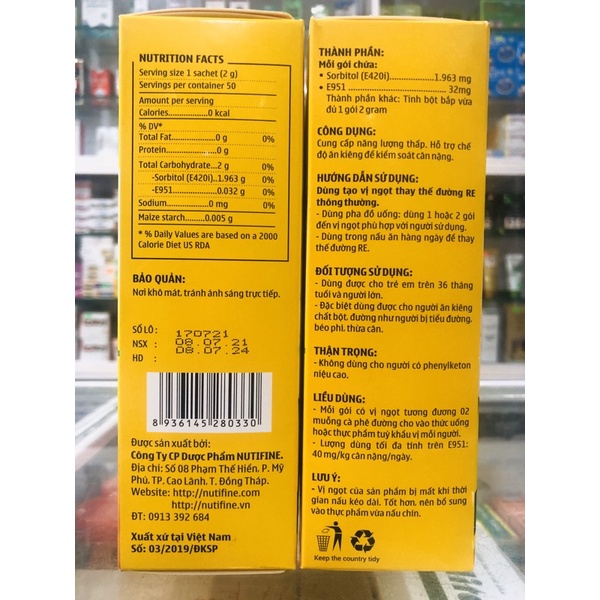 NUTRITION FACTS
Serving size 1 sachet (2 g)
Servings per container 50
Amount per serving
Calories..................0 kcal
% DV*
Total Fat..................0 g 0%
Protein..................0 g
Total Carbohydrate...2 g 0%
-Sorbitol (E420i)..1.963 g 0%
-E951..................0.032 g 0%
Sodium..................0 mg 0%
Maize starch........0.005 g
* % Daily Values are based on a 2000
Calorie Diet US RDA
BẢO QUẢN:
Nơi khô mát, tránh ánh sáng trực tiếp.
SỐ LÔ : 170721
NSX : 08.07.21
HD : 08.07.24
8 936145 280330
Được sản xuất bởi:
Công Ty CP Dược Phẩm NUTIFINE.
Địa chỉ: Số 08 Phạm Thế Hiển. P. Mỹ
Phú, TP. Cao Lãnh. T. Đồng Tháp.
Website: http://nutifine.com
http://nutifine.vn
ĐT: 0913 392 684
Xuất xứ tại Việt Nam
Số: 03/2019/ĐKSP
THÀNH PHẦN:
Mỗi gói chứa:
• Sorbitol (E420i)......................1.963 mg
• E951 .................................. 32mg
Thành phần khác: Tinh bột bắp vừa
đủ 1 gói 2 gram
CÔNG DỤNG:
Cung cấp năng lượng thấp. Hỗ trợ chế
độ ăn kiêng để kiểm soát cân nặng.
HƯỚNG DẪN SỬ DỤNG:
Dùng tạo vị ngọt thay thế đường RE
thông thường.
- Dùng pha đồ uống: dùng 1 hoặc 2 gói
đến vị ngọt phù hợp với người sử dụng.
- Dùng trong nấu ăn hàng ngày để thay
thế đường RE.
ĐỐI TƯỢNG SỬ DỤNG:
- Dùng được cho trẻ em trên 36 tháng
tuổi và người lớn.
- Đặc biệt dùng được cho người ăn kiêng
chất bột, đường như người bị tiểu đường,
béo phì, thừa cân.
THẬN TRỌNG:
- Không dùng cho người có phenylketon
niệu cao.
LIỀU DÙNG:
- Mỗi gói có vị ngọt tương đương 02
muỗng cà phê đường cho vào thức uống
hoặc thực phẩm tuỳ khẩu vị mỗi người.
- Lượng dùng tối đa tính trên E951:
40 mg/kg cân nặng/ngày.
LƯU Ý:
- Vị ngọt của sản phẩm bị mất khi thời
gian nấu kéo dài. Tốt hơn, nên bổ sung
vào thực phẩm vừa nấu chín.
Keep the country tidy